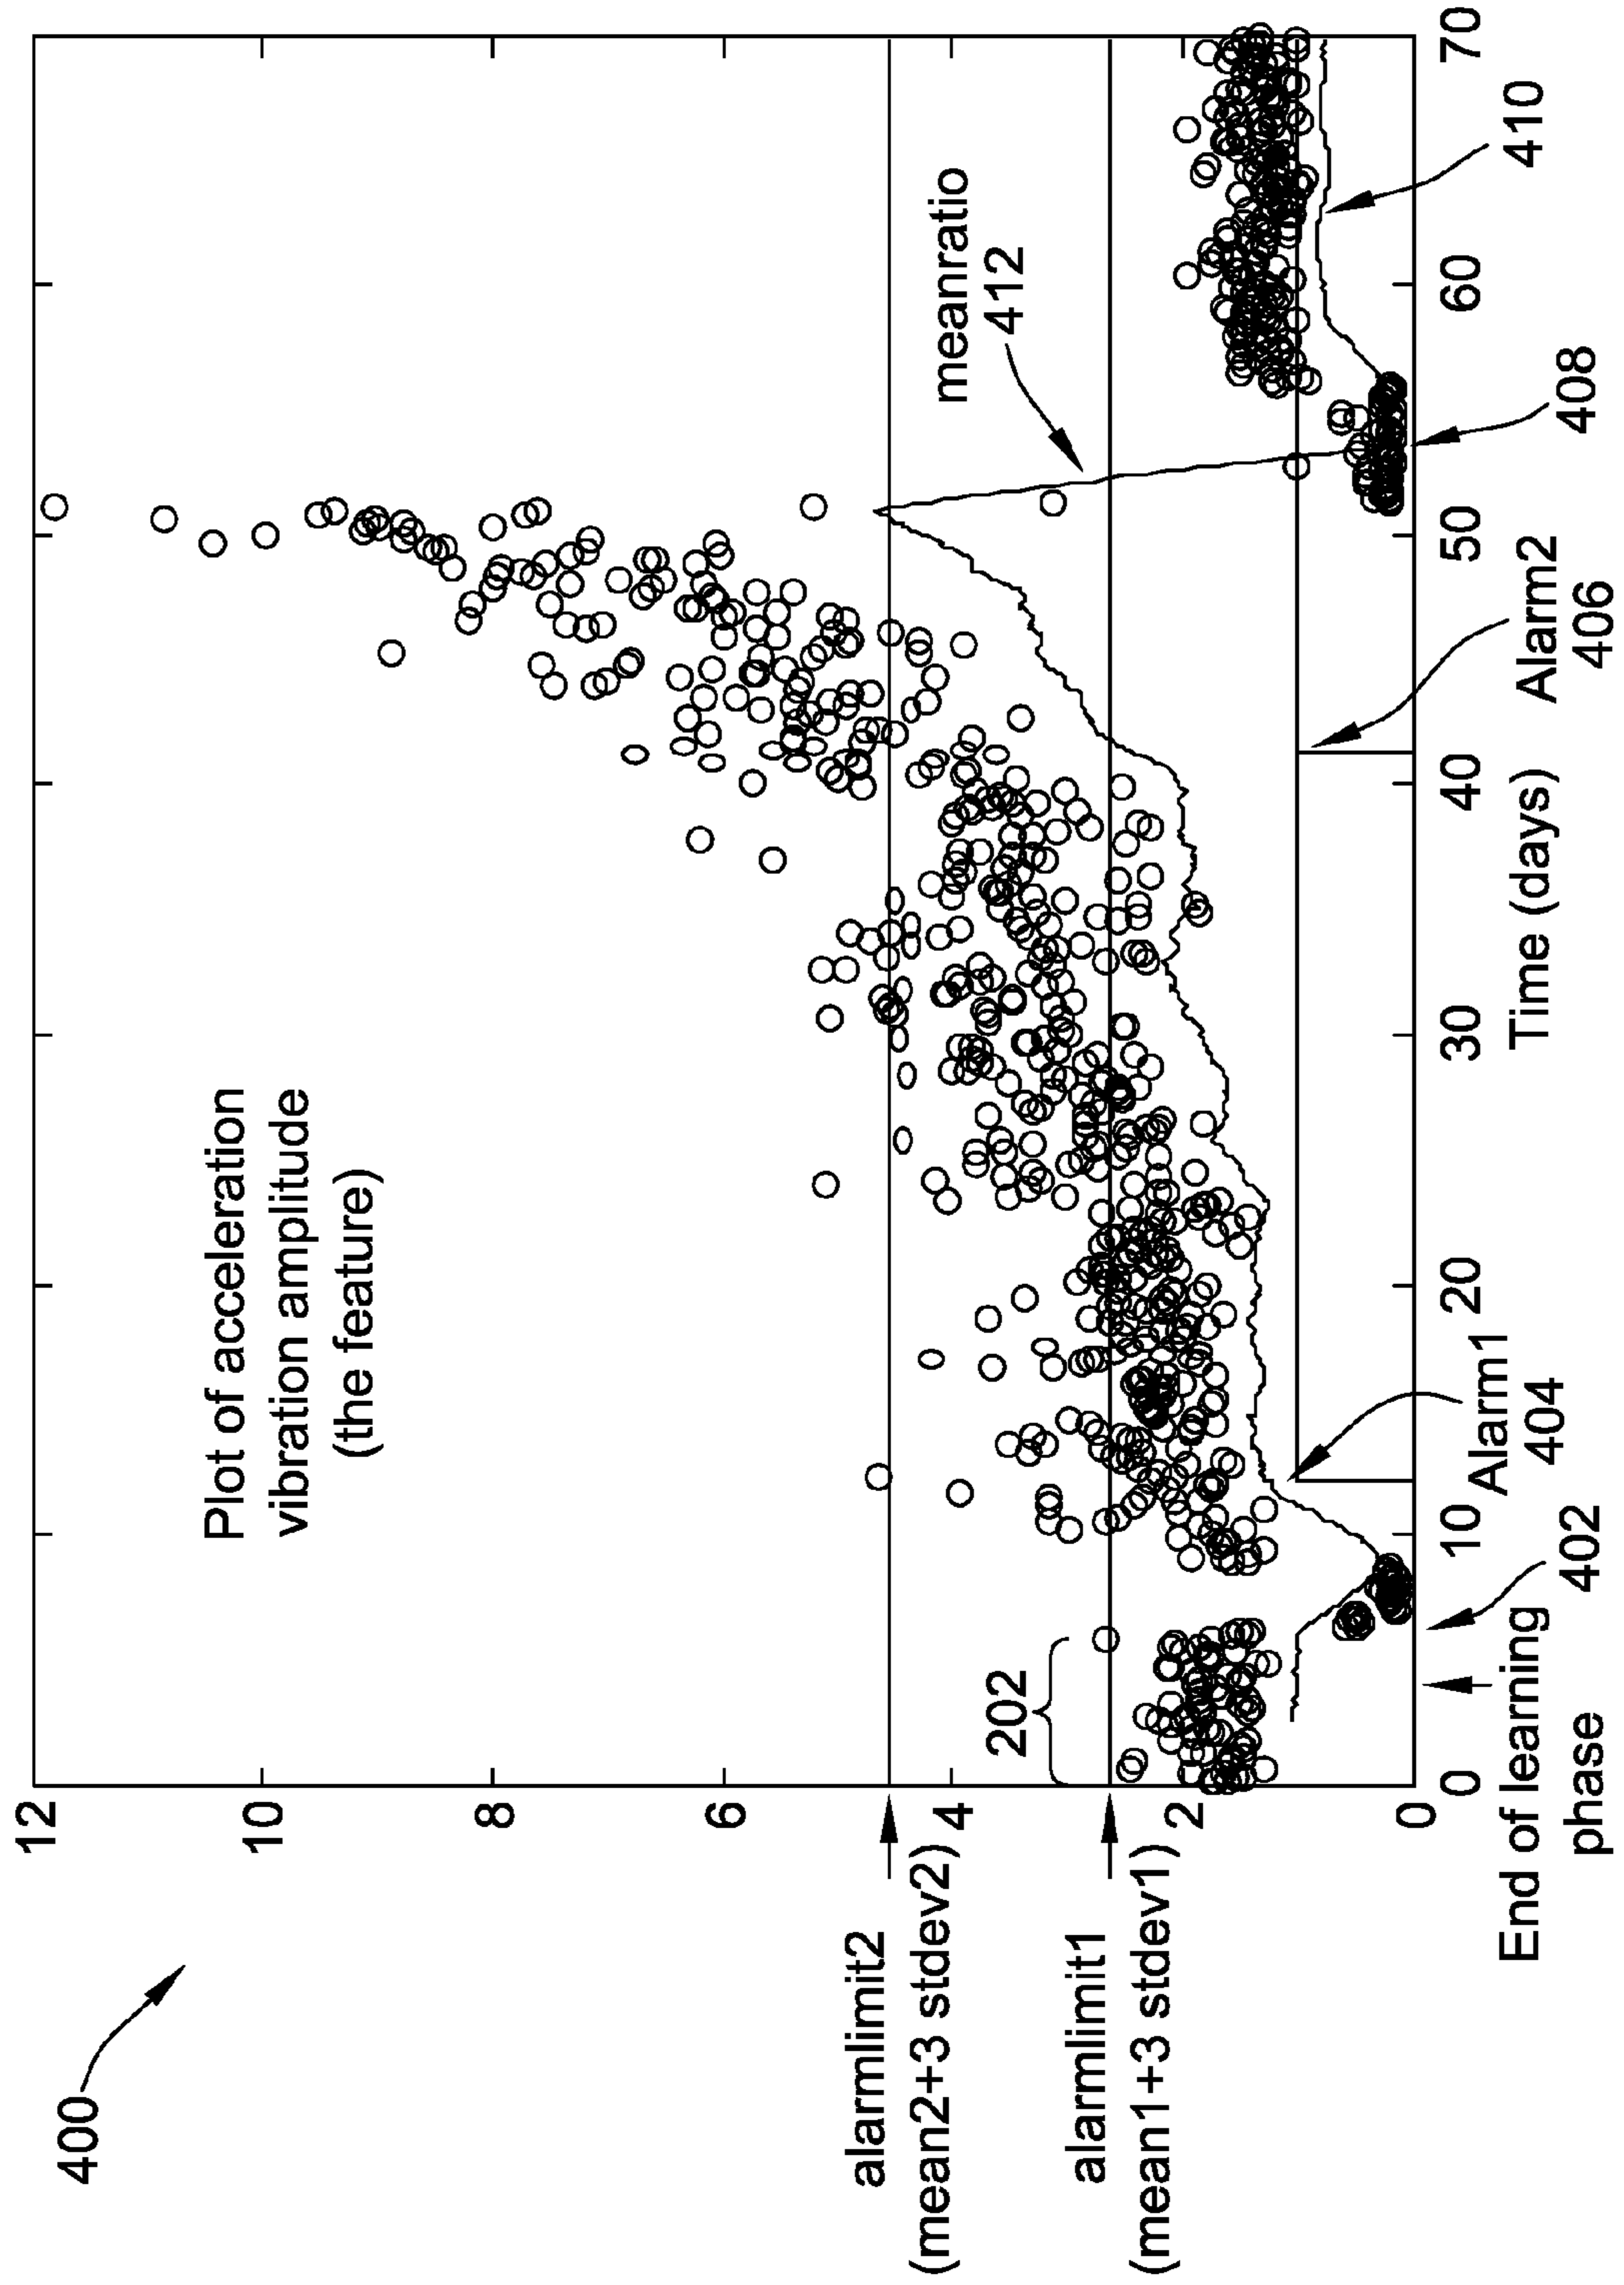 400
Plot of acceleration
vibration amplitude
(the feature)
12
10
8
6
4
2
0
alarmlimit2
(mean2+3 stdev2)
alarmlimit1
(mean1+3 stdev1)
202
meanratio
412
410
0
10
20
30
40
50
60
70
End of learning
phase
402
Alarm1
404
Time (days)
Alarm2
406
408